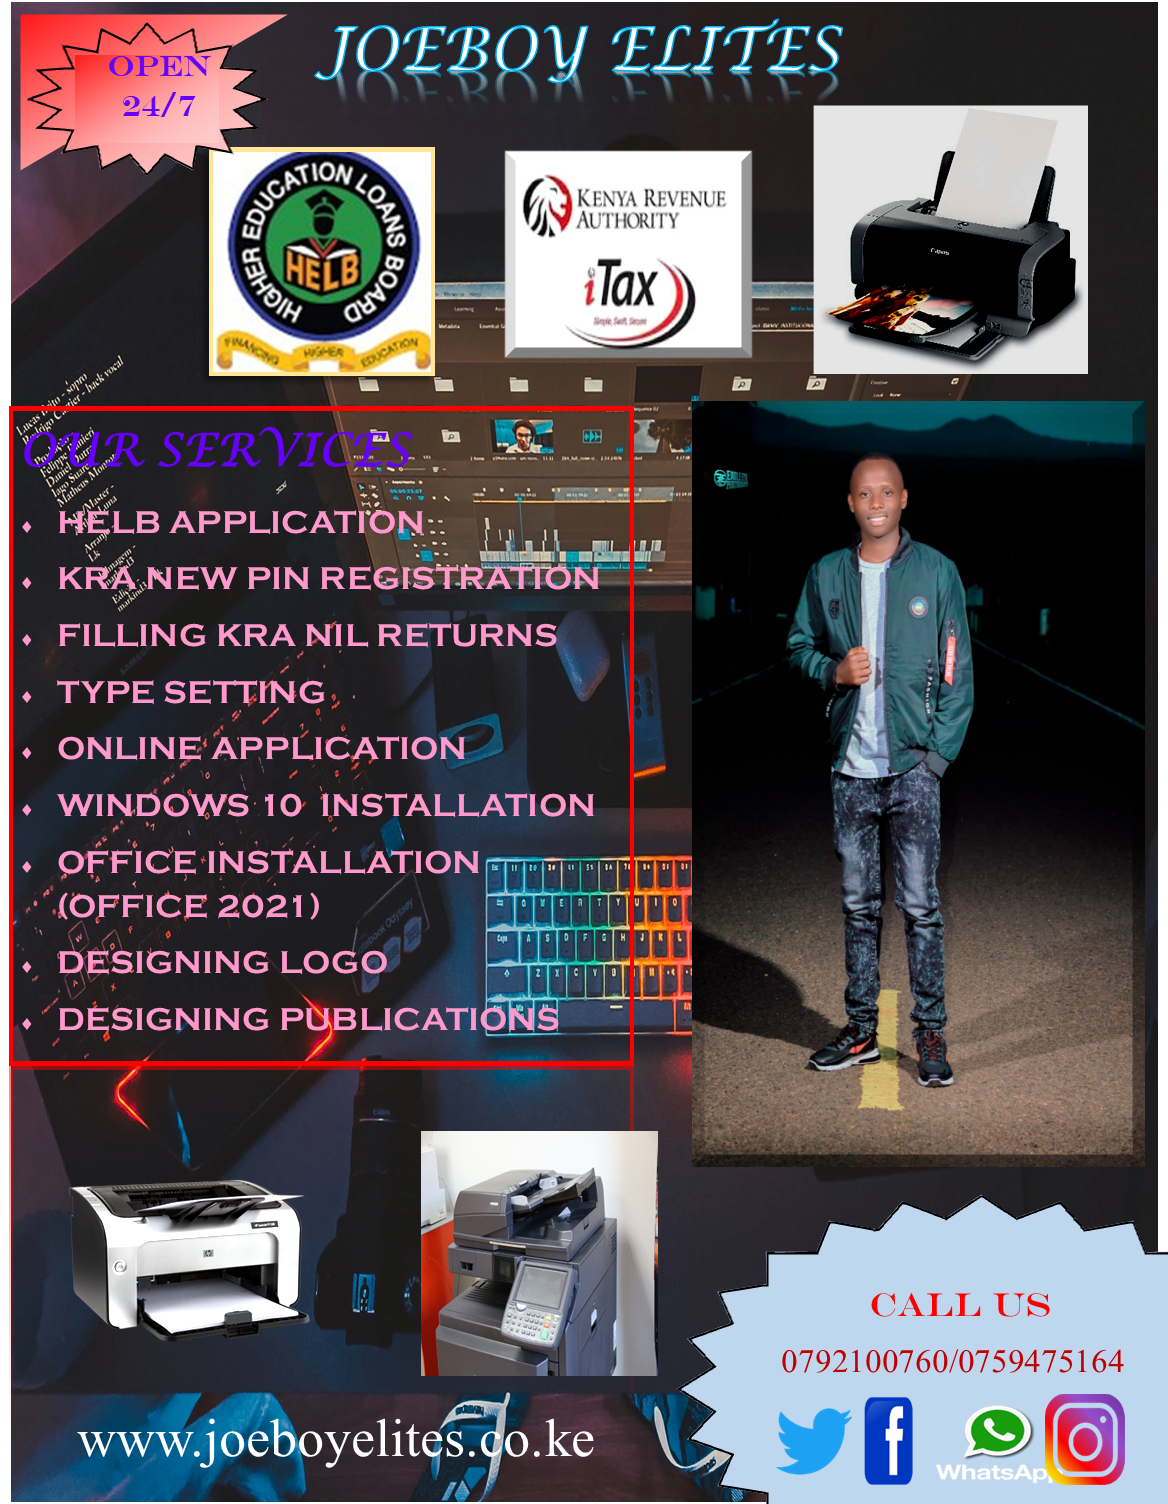 OPEN
24/7
JOEBOY ELITES
HIGHER EDUCATION LOANS BOARD
HELB
FINANCING HIGHER EDUCATION
KENYA REVENUE
AUTHORITY
iTax
Simple, Swift, Secure
Canon
OUR SERVICES
HELB APPLICATION
KRA NEW PIN REGISTRATION
FILLING KRA NIL RETURNS
TYPE SETTING
ONLINE APPLICATION
WINDOWS 10 INSTALLATION
OFFICE INSTALLATION
(OFFICE 2021)
DESIGNING LOGO
DESIGNING PUBLICATIONS
CALL US
0792100760/0759475164
WhatsApp
www.joeboyelites.co.ke